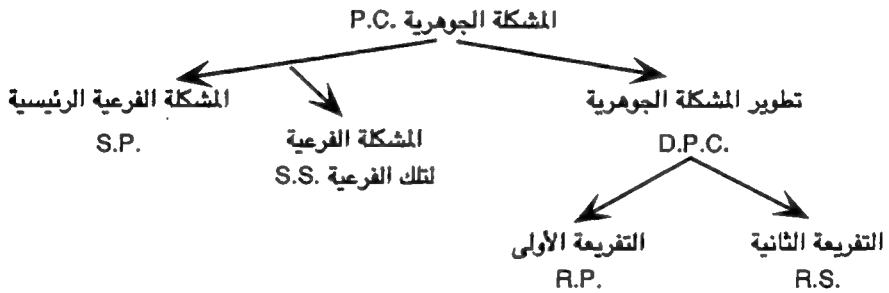 المشكلة الجوهرية P.C.
تطوير المشكلة الجوهرية
D.P.C.
المشكلة الفرعية الرئيسية
S.P.
المشكلة الفرعية
لتلك الفرعية S.S.
التفريعة الثانية
R.S.
التفريعة الأولى
R.P.